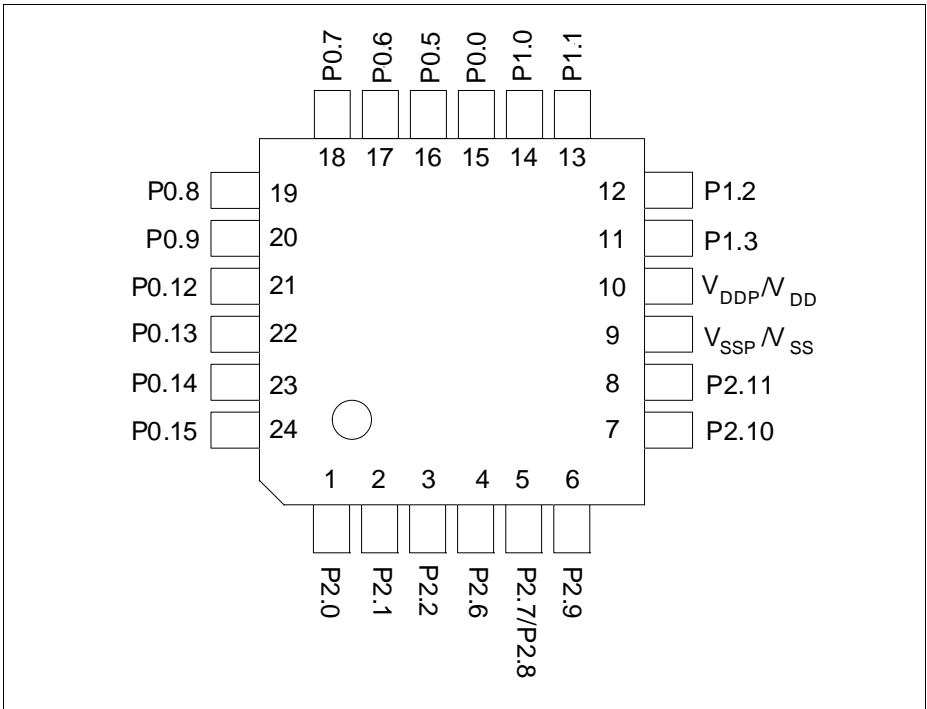 P0.7 P0.6 P0.5 P0.0 P1.0 P1.1
18 17 16 15 14 13
P0.8 19 12 P1.2
P0.9 20 11 P1.3
P0.12 21 10 VDDP/VDD
P0.13 22 9 VSSP/VSS
P0.14 23 8 P2.11
P0.15 24 7 P2.10
1 2 3 4 5 6
P2.0 P2.1 P2.2 P2.6 P2.7/P2.8 P2.9